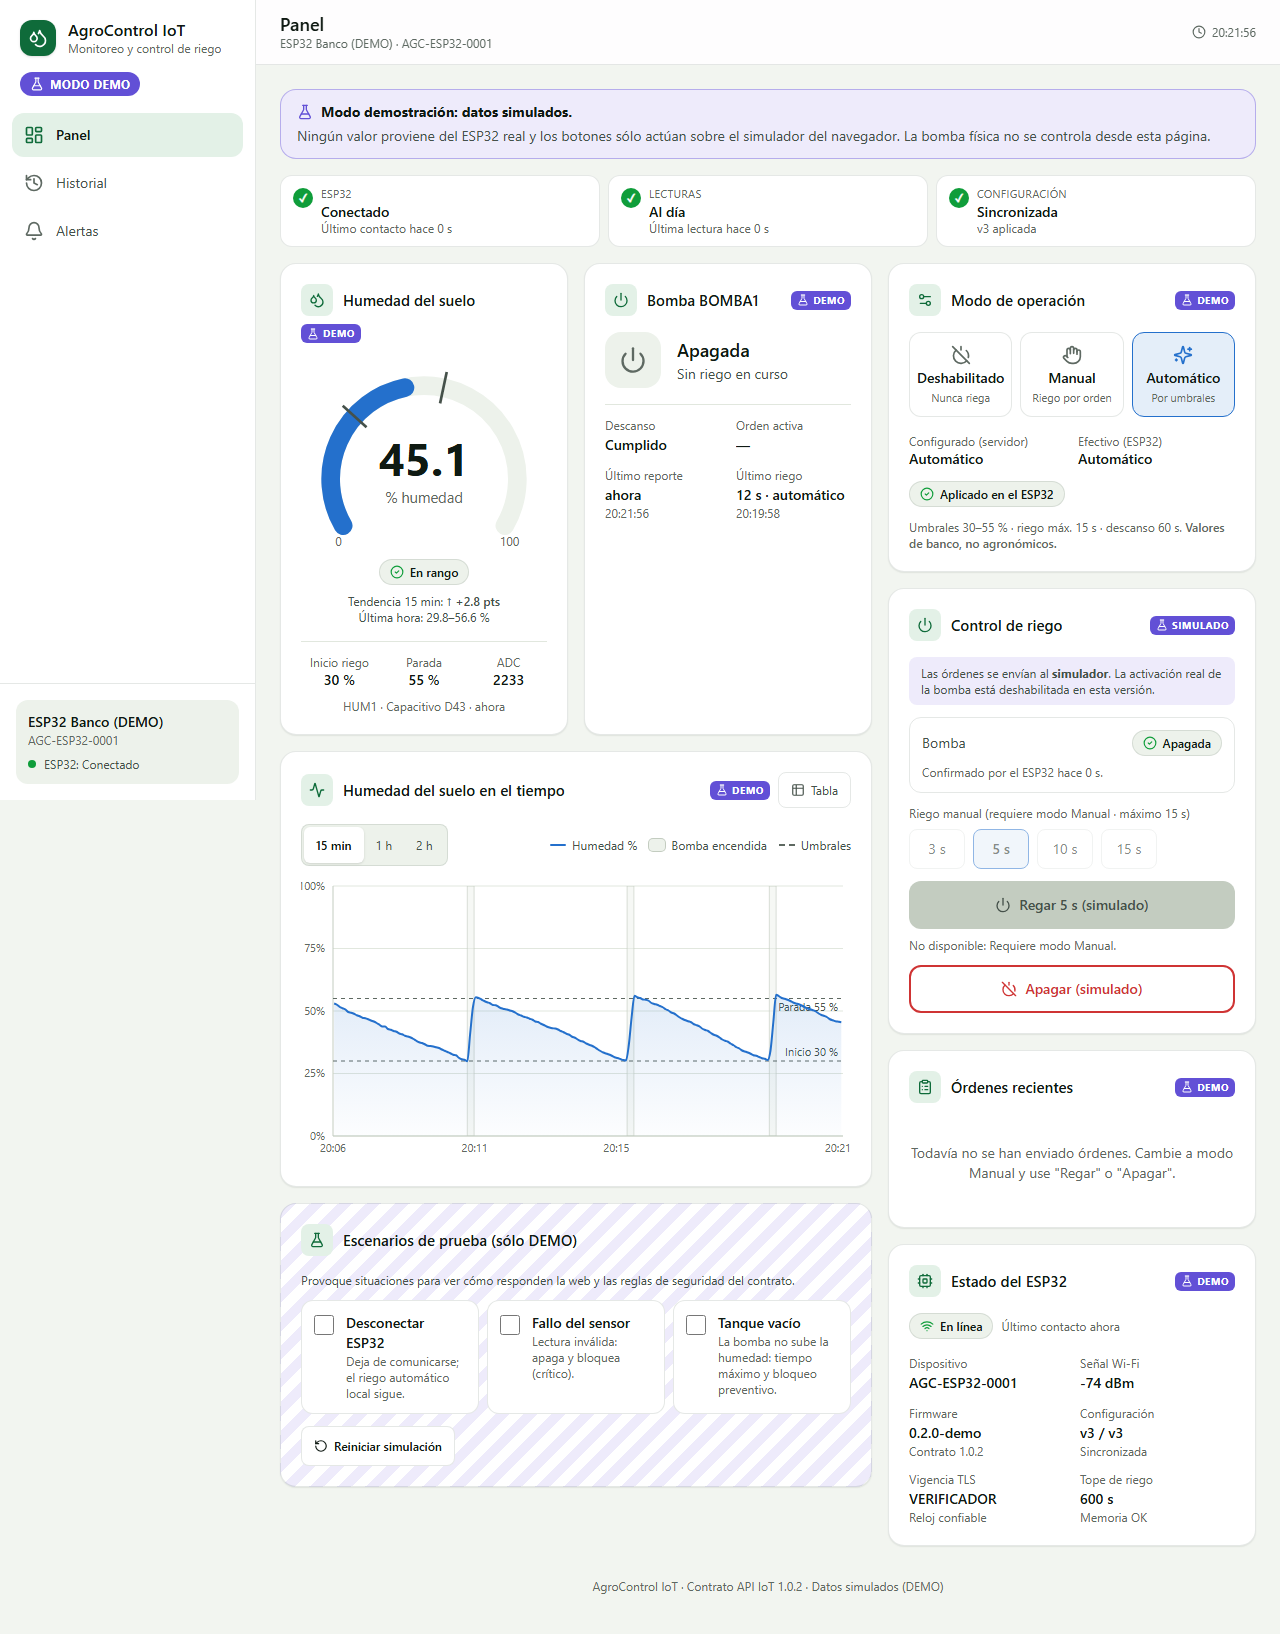 AgroControl IoT
Monitoreo y control de riego
MODO DEMO
Panel
Historial
Alertas
ESP32 Banco (DEMO)
AGC-ESP32-0001
ESP32: Conectado
Panel
ESP32 Banco (DEMO) · AGC-ESP32-0001
20:21:56
Modo demostración: datos simulados.
Ningún valor proviene del ESP32 real y los botones sólo actúan sobre el simulador del navegador. La bomba física no se controla desde esta página.
ESP32
Conectado
Último contacto hace 0 s
LECTURAS
Al día
Última lectura hace 0 s
CONFIGURACIÓN
Sincronizada
v3 aplicada
Humedad del suelo
DEMO
45.1
% humedad
0
100
En rango
Tendencia 15 min: ↑ +2.8 pts
Última hora: 29.8–56.6 %
Inicio riego
30 %
Parada
55 %
ADC
2233
HUM1 · Capacitivo D43 · ahora
Bomba BOMBA1
DEMO
Apagada
Sin riego en curso
Descanso
Cumplido
Orden activa
—
Último reporte
ahora
20:21:56
Último riego
12 s · automático
20:19:58
Modo de operación
DEMO
Deshabilitado
Nunca riega
Manual
Riego por orden
Automático
Por umbrales
Configurado (servidor)
Automático
Efectivo (ESP32)
Automático
Aplicado en el ESP32
Umbrales 30–55 % · riego máx. 15 s · descanso 60 s. Valores
de banco, no agronómicos.
Control de riego
SIMULADO
Las órdenes se envían al simulador. La activación real de
la bomba está deshabilitada en esta versión.
Bomba
Apagada
Confirmado por el ESP32 hace 0 s.
Riego manual (requiere modo Manual · máximo 15 s)
3 s
5 s
10 s
15 s
Regar 5 s (simulado)
No disponible: Requiere modo Manual.
Apagar (simulado)
Humedad del suelo en el tiempo
DEMO
Tabla
15 min
1 h
2 h
Humedad %
Bomba encendida
Umbrales
100%
75%
50%
25%
0%
Parada 55 %
Inicio 30 %
20:06
20:11
20:15
20:21
Órdenes recientes
DEMO
Todavía no se han enviado órdenes. Cambie a modo
Manual y use "Regar" o "Apagar".
Escenarios de prueba (sólo DEMO)
Provoque situaciones para ver cómo responden la web y las reglas de seguridad del contrato.
Desconectar
ESP32
Deja de comunicarse;
el riego automático
local sigue.
Fallo del sensor
Lectura inválida:
apaga y bloquea
(crítico).
Tanque vacío
La bomba no sube la
humedad: tiempo
máximo y bloqueo
preventivo.
Reiniciar simulación
Estado del ESP32
DEMO
En línea
Último contacto ahora
Dispositivo
AGC-ESP32-0001
Señal Wi-Fi
-74 dBm
Firmware
0.2.0-demo
Contrato 1.0.2
Configuración
v3 / v3
Sincronizada
Vigencia TLS
VERIFICADOR
Reloj confiable
Tope de riego
600 s
Memoria OK
AgroControl IoT · Contrato API IoT 1.0.2 · Datos simulados (DEMO)